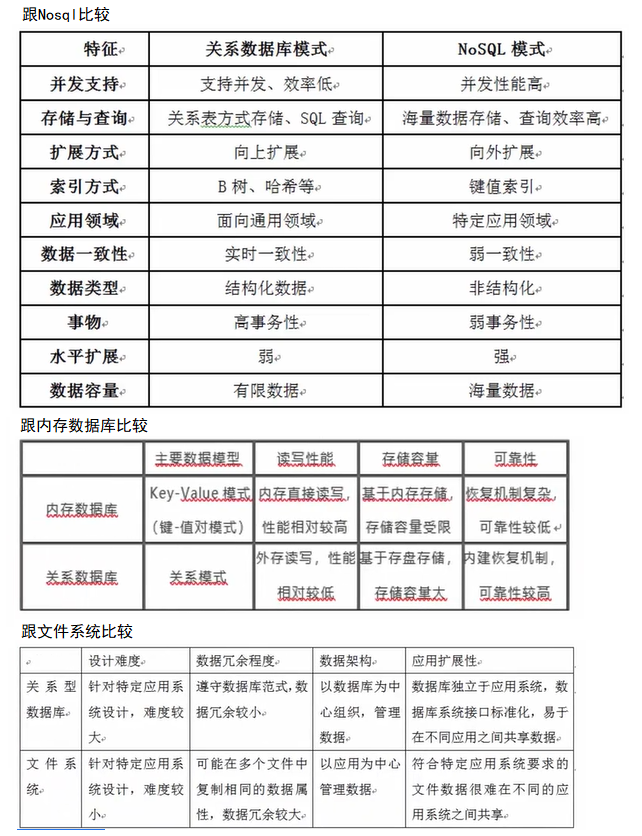 跟Nosql比较
特征 关系数据库模式 NoSQL 模式
并发支持 支持并发、效率低 并发性能高
存储与查询 关系表方式存储、SQL 查询 海量数据存储、查询效率高
扩展方式 向上扩展 向外扩展
索引方式 B 树、哈希等 键值索引
应用领域 面向通用领域 特定应用领域
数据一致性 实时一致性 弱一致性
数据类型 结构化数据 非结构化
事物 高事务性 弱事务性
水平扩展 弱 强
数据容量 有限数据 海量数据
跟内存数据库比较
主要数据模型 读写性能 存储容量 可靠性
内存数据库
Key-Value 模式
（键-值对模式）
内存直接读写，
性能相对较高
基于内存存储，
存储容量受限
恢复机制复杂，
可靠性较低
关系数据库
关系模式
外存读写，性能
相对较低
基于存盘存储，
存储容量大
内建恢复机制，
可靠性较高
跟文件系统比较
设计难度 数据冗余程度 数据架构 应用扩展性
关系型
数据库
针对特定应用系
统设计，难度较
大
遵守数据库范式，数
据冗余较小
以数据库为中
心组织，管理
数据
数据库独立于应用系统，数
据库系统接口标准化，易于
在不同应用之间共享数据
文件系
统
针对特定应用系
统设计，难度较
小
可能在多个文件中
复制相同的数据属
性，数据冗余较大
以应用为中心
管理数据
符合特定应用系统要求的
文件数据很难在不同的应
用系统之间共享